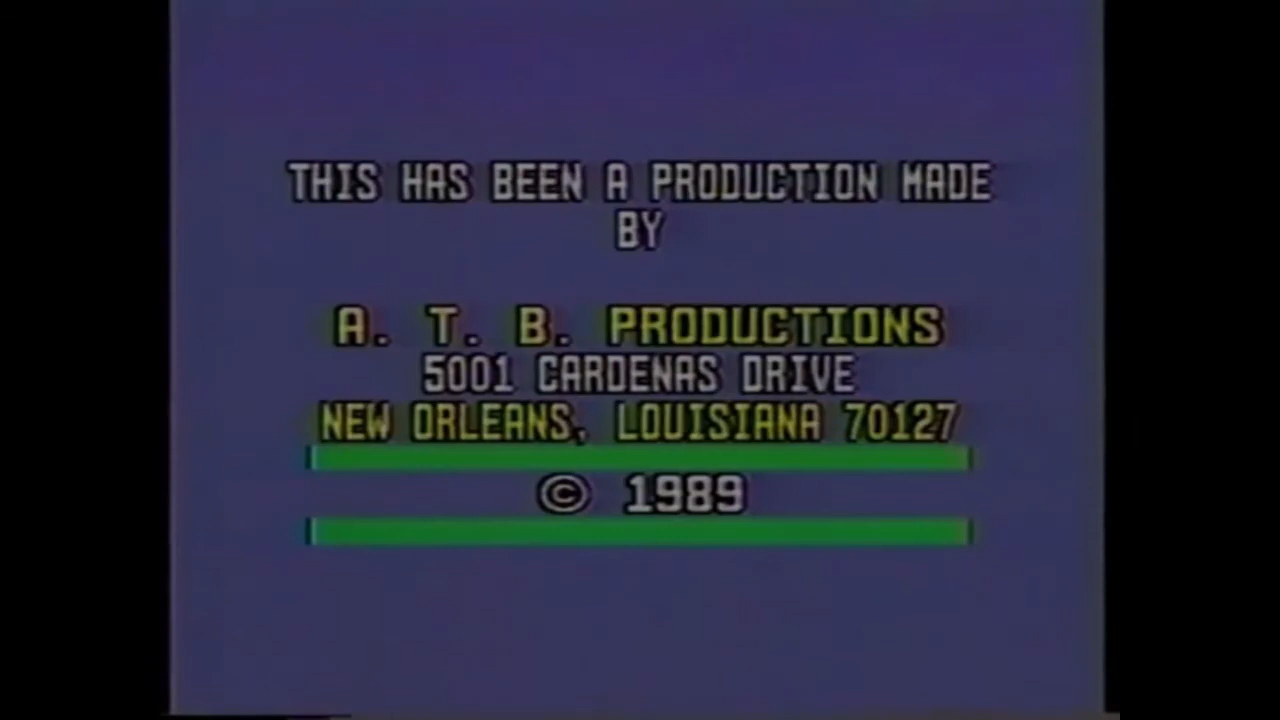 THIS HAS BEEN A PRODUCTION MADE
BY
A. T. B. PRODUCTIONS
5001 CARDENAS DRIVE
NEW ORLEANS, LOUISIANA 70127
© 1989